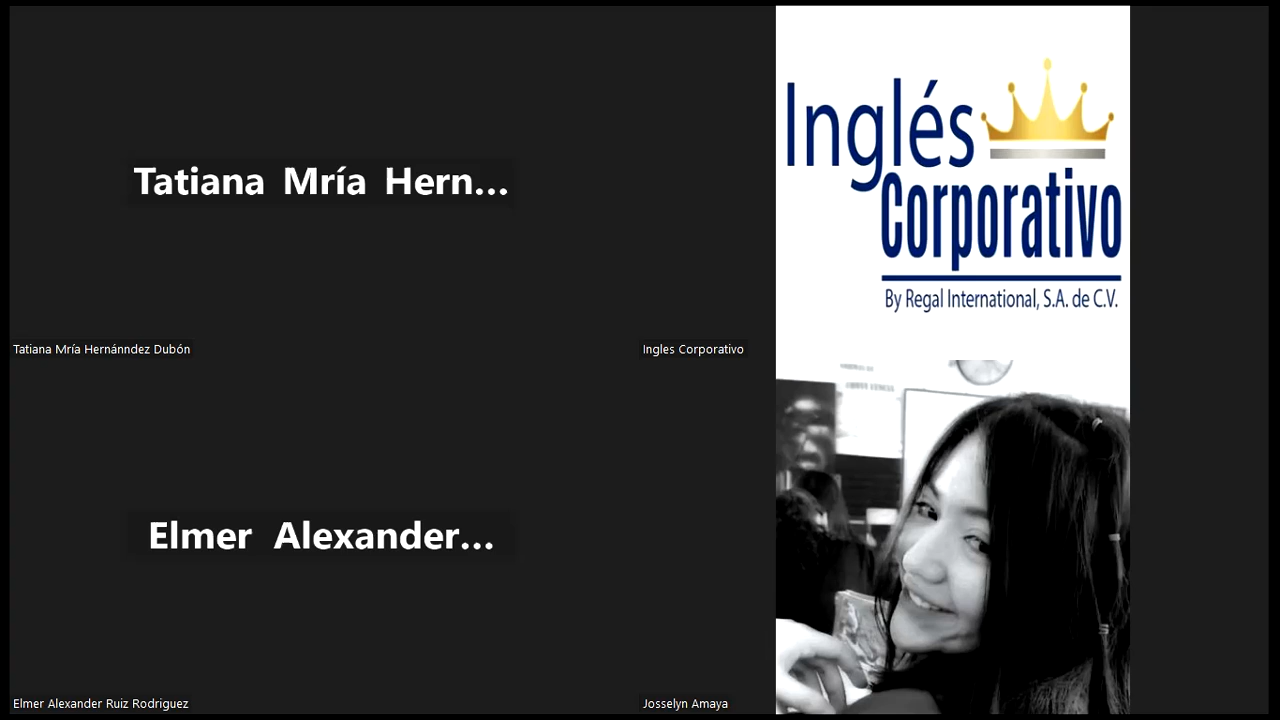 Tatiana Mría Hern...
Tatiana Mría Hernánndez Dubón
Inglés
Corporativo
By Regal International, S.A. de C.V.
Ingles Corporativo
Elmer Alexander...
Elmer Alexander Ruiz Rodriguez
Josselyn Amaya